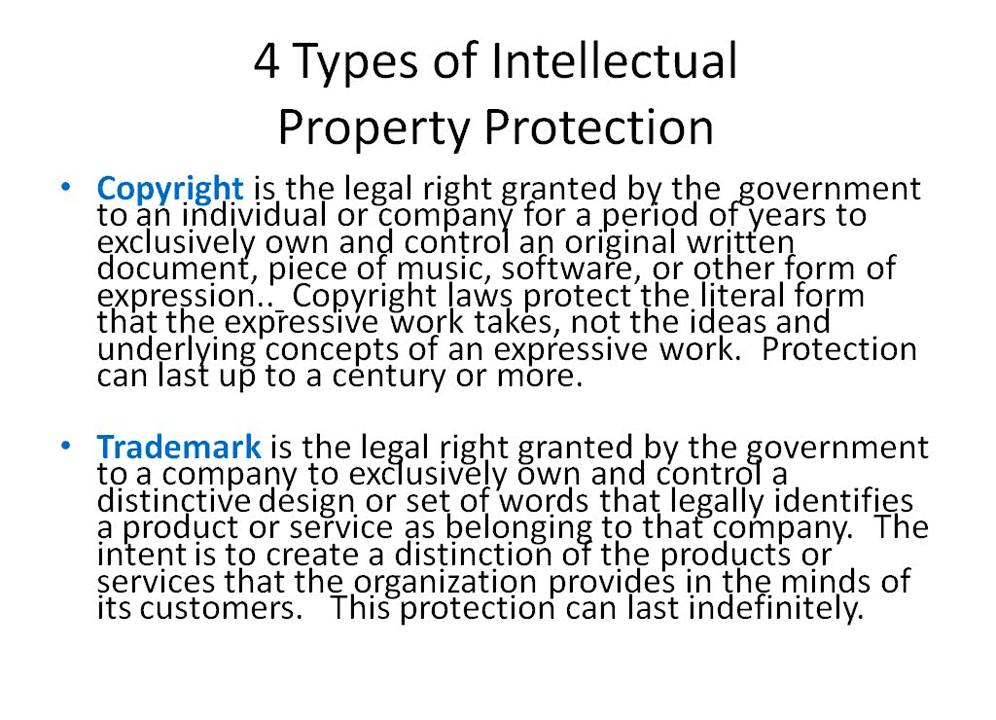 4 Types of Intellectual
Property Protection
• Copyright is the legal right granted by the  government
to an individual or company for a period of years to
exclusively own and control an original written
document, piece of music, software, or other form of
expression..  Copyright laws protect the literal form
that the expressive work takes, not the ideas and
underlying concepts of an expressive work.  Protection
can last up to a century or more.
• Trademark is the legal right granted by the government
to a company to exclusively own and control a
distinctive design or set of words that legally identifies
a product or service as belonging to that company.  The
intent is to create a distinction of the products or
services that the organization provides in the minds of
its customers.   This protection can last indefinitely.